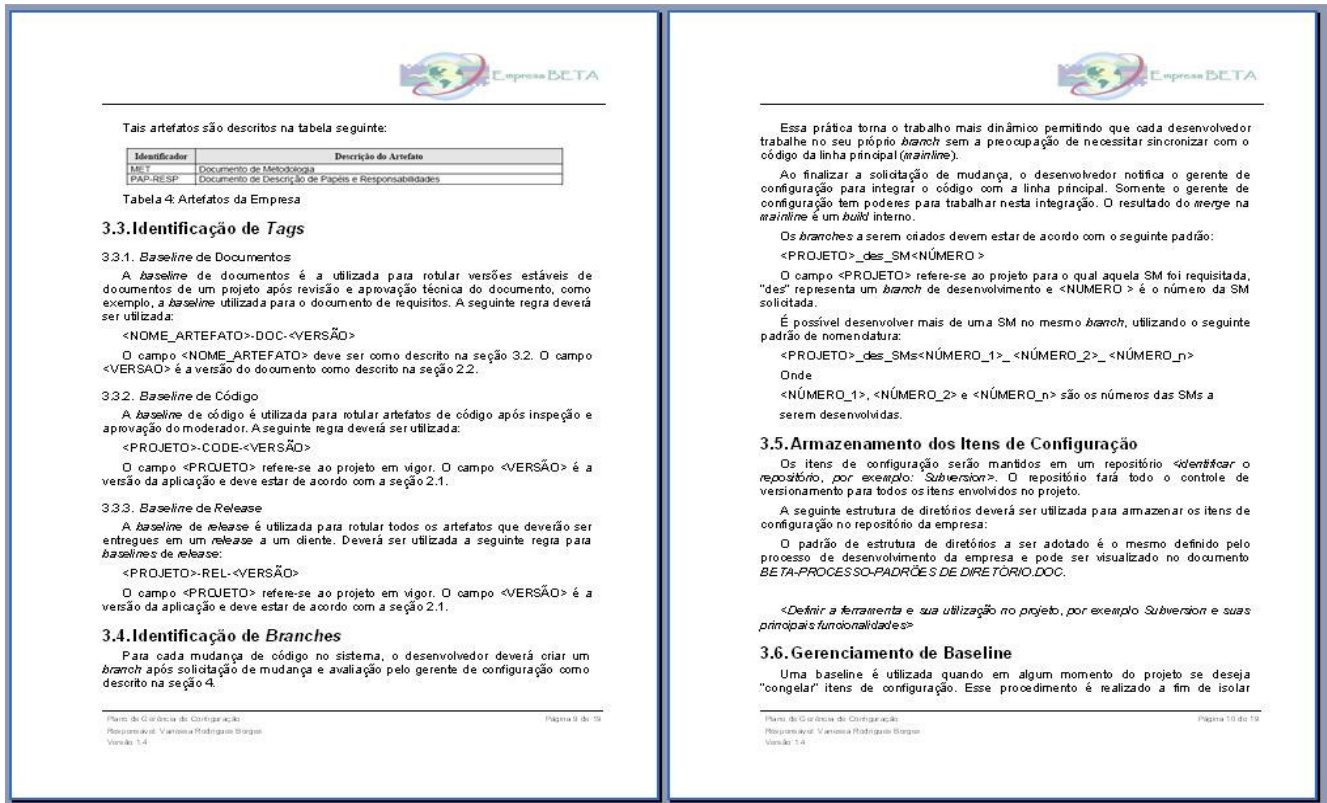 Empresa BETA
Tais artefatos são descritos na tabela seguinte:
Identificador Descrição do Artefato
MET Documento de Metodologia
PAP-RESP Documento de Descrição de Papéis e Responsabilidades
Tabela 4: Artefatos da Empresa
3.3. Identificação de Tags
3.3.1. Baseline de Documentos
A baseline de documentos é a utilizada para rotular versões estáveis de
documentos de um projeto após revisão e aprovação técnica do documento, como
exemplo, a baseline utilizada para o documento de requisitos. A seguinte regra deverá
ser utilizada:
<NOME_ARTEFATO>-DOC-<VERSÃO>
O campo <NOME_ARTEFATO> deve ser como descrito na seção 3.2. O campo
<VERSAO> é a versão do documento como descrito na seção 2.2.
3.3.2. Baseline de Código
A baseline de código é utilizada para rotular artefatos de código após inspeção e
aprovação do moderador. A seguinte regra deverá ser utilizada:
<PROJETO>-CODE-<VERSÃO>
O campo <PROJETO> refere-se ao projeto em vigor. O campo <VERSÃO> é a
versão da aplicação e deve estar de acordo com a seção 2.1.
3.3.3. Baseline de Release
A baseline de release é utilizada para rotular todos os artefatos que deverão ser
entregues em um release a um cliente. Deverá ser utilizada a seguinte regra para
baselines de release:
<PROJETO>-REL-<VERSÃO>
O campo <PROJETO> refere-se ao projeto em vigor. O campo <VERSÃO> é a
versão da aplicação e deve estar de acordo com a seção 2.1.
3.4. Identificação de Branches
Para cada mudança de código no sistema, o desenvolvedor deverá criar um
branch após solicitação de mudança e avaliação pelo gerente de configuração como
descrito na seção 4.
Plano de Gerência de Configuração Página 9 de 19
Responsável: Vanessa Rodrigues Borges
Versão: 1.4
Empresa BETA
Essa prática torna o trabalho mais dinâmico permitindo que cada desenvolvedor
trabalhe no seu próprio branch sem a preocupação de necessitar sincronizar com o
código da linha principal (mainline).
Ao finalizar a solicitação de mudança, o desenvolvedor notifica o gerente de
configuração para integrar o código com a linha principal. Somente o gerente de
configuração tem poderes para trabalhar nesta integração. O resultado do merge na
mainline é um build interno.
Os branches a serem criados devem estar de acordo com o seguinte padrão:
<PROJETO>_des_SM<NÚMERO >
O campo <PROJETO> refere-se ao projeto para o qual aquela SM foi requisitada,
"des" representa um branch de desenvolvimento e <NUMERO > é o número da SM
solicitada.
É possível desenvolver mais de uma SM no mesmo branch, utilizando o seguinte
padrão de nomenclatura:
<PROJETO>_des_SMs<NÚMERO_1>_ <NÚMERO_2>_ <NÚMERO_n>
Onde
<NÚMERO_1>, <NÚMERO_2> e <NÚMERO_n> são os números das SMs a
serem desenvolvidas.
3.5. Armazenamento dos Itens de Configuração
Os itens de configuração serão mantidos em um repositório <identificar o
repositório, por exemplo: Subversion>. O repositório fará todo o controle de
versionamento para todos os itens envolvidos no projeto.
A seguinte estrutura de diretórios deverá ser utilizada para armazenar os itens de
configuração no repositório da empresa:
O padrão de estrutura de diretórios a ser adotado é o mesmo definido pelo
processo de desenvolvimento da empresa e pode ser visualizado no documento
BETA-PROCESSO-PADRÕES DE DIRETÓRIO.DOC.
<Definir a ferramenta e sua utilização no projeto, por exemplo Subversion e suas
principais funcionalidades>
3.6. Gerenciamento de Baseline
Uma baseline é utilizada quando em algum momento do projeto se deseja
"congelar" itens de configuração. Esse procedimento é realizado a fim de isolar
Plano de Gerência de Configuração Página 10 de 19
Responsável: Vanessa Rodrigues Borges
Versão: 1.4